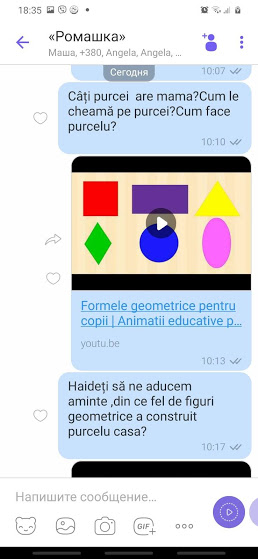 18:35
«Ромашка»
Маша, +380, Angela, Angela, ...
Сегодня
10:07
Câți purcei are mama?Cum le
cheamă pe purcei?Cum face
purcelu?
10:10
Formele geometrice pentru
copii | Animatii educative p...
youtu.be
10:13
Haideți să ne aducem
aminte ,din ce fel de figuri
geometrice a construit
purcelu casa?
10:17
Напишите сообщение...
GIF+